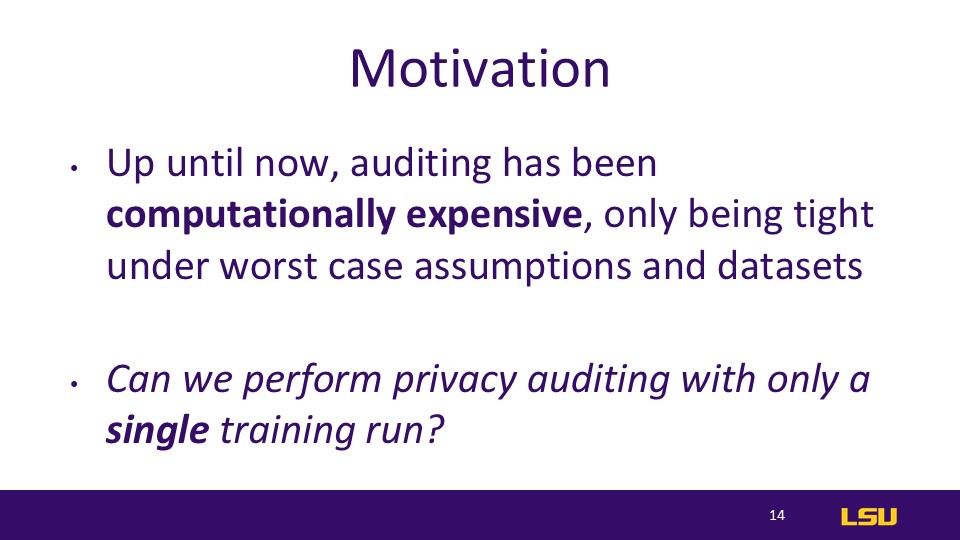 Motivation
• Up until now, auditing has been
computationally expensive, only being tight
under worst case assumptions and datasets
• Can we perform privacy auditing with only a
single training run?
14
LSU